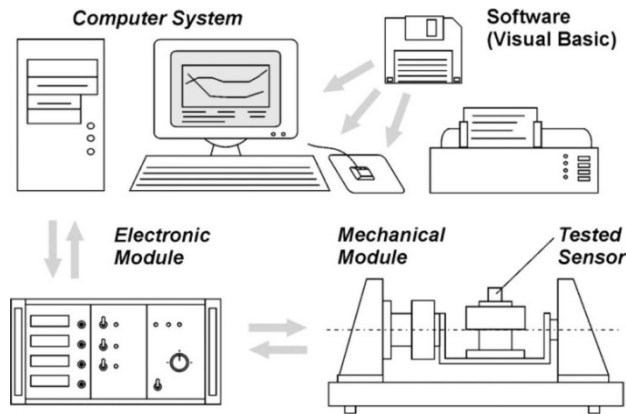 Computer System
Software
(Visual Basic)
Electronic
Module
Mechanical
Module
Tested
Sensor